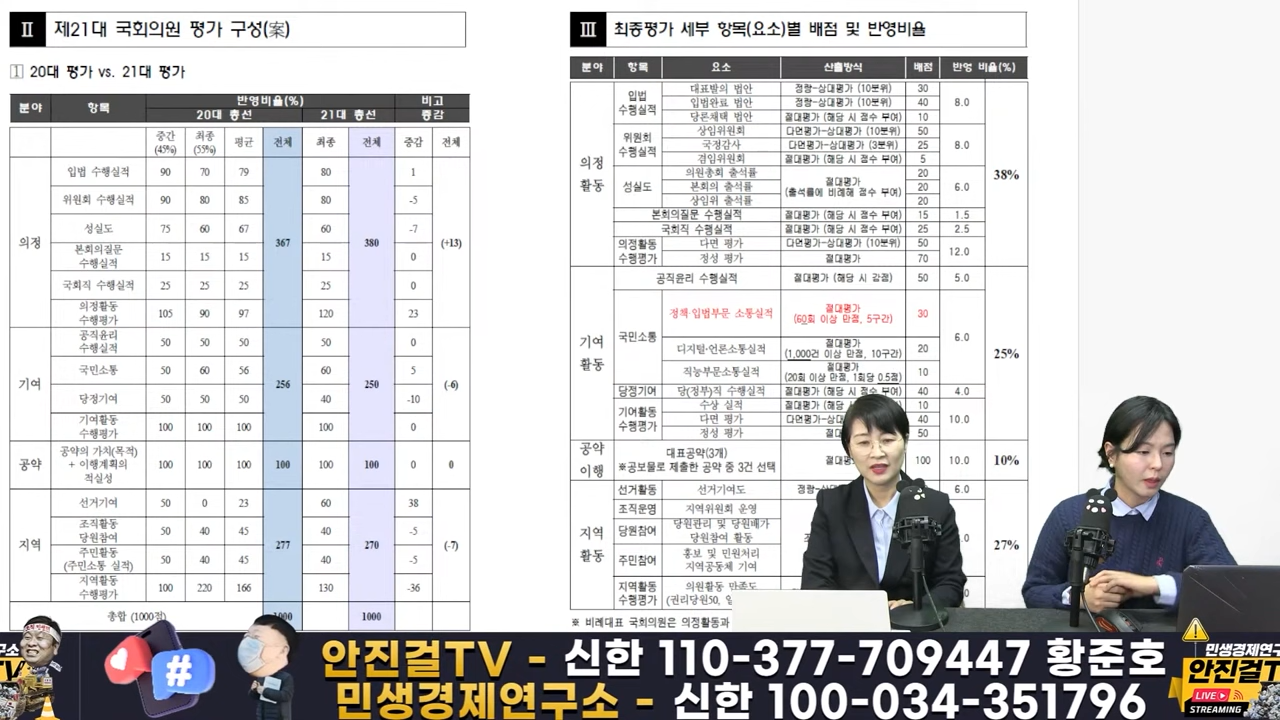 Ⅱ 제21대 국회의원 평가 구성(案)
1 20대 평가 vs. 21대 평가
분야 항목 반영비율(%) 비고
20대 총선 21대 총선 증감
중간(45%) 최종(55%) 평균 전체 최종 전체 증감 전체
의정 367 380 (+13)
입법 수행실적 90 70 79 80 1
위원회 수행실적 90 80 85 80 -5
성실도 75 60 67 60 -7
본회의질문 수행실적 15 15 15 15 0
국회직 수행실적 25 25 25 25 0
의정활동 수행평가 105 90 97 120 23
기여 256 250 (-6)
공직윤리 수행실적 50 50 50 50 0
국민소통 50 60 56 60 5
당정기여 50 50 40 -10
기여활동 수행평가 100 100 100 100 0
공약 공약의 가치(목적) + 이행계획의 적실성 100 100 100 100 100 100 0 0
지역 277 270 (-7)
선거기여 50 0 23 60 38
조직활동 당원참여 50 40 45 40 -5
주민활동 (주민소통 실적) 50 40 45 40 -5
지역활동 수행평가 100 220 166 130 -36
총합 (1000점) 1000 1000
Ⅲ 최종평가 세부 항목(요소)별 배점 및 반영비율
분야 항목 요소 산출방식 배점 반영 비율(%)
의정 활동 38%
입법 수행실적 8.0
대표발의 법안 정량-상대평가 (10분위) 30
입법완료 법안 정량-상대평가 (10분위) 40
당론채택 법안 절대평가 (해당 시 점수 부여) 10
위원회 수행실적 8.0
상임위원회 다면평가-상대평가 (10분위) 50
국정감사 다면평가-상대평가 (3분위) 25
겸임위원회 절대평가 (해당 시 점수 부여) 5
성실도 절대평가 (출석률에 비례해 점수 부여) 6.0
의원총회 출석률 20
본회의 출석률 20
상임위 출석률 20
본회의질문 수행실적 절대평가 (해당 시 점수 부여) 15 1.5
국회직 수행실적 절대평가 (해당 시 점수 부여) 25 2.5
의정활동 수행평가 12.0
다면 평가 다면평가-상대평가 (10분위) 50
정성 평가 절대평가 70
기여 활동 25%
공직윤리 수행실적 절대평가 (해당 시 감점) 50 5.0
국민소통 6.0
정책·입법부문 소통실적 절대평가 (60회 이상 만점, 5구간) 30
디지털·언론소통실적 절대평가 (1,000건 이상 만점, 10구간) 20
직능부문소통실적 절대평가 (20회 이상 만점, 1회당 0.5점) 10
당정기여 당(정부)직 수행실적 절대평가 (해당 시 점수 부여) 40 4.0
기여활동 수행평가 10.0
수상 실적 절대평가 (해당 10
다면 평가 다면평가- 40
정성 평가 절대 50
공약 이행 대표공약(3개) ※공보물로 제출한 공약 중 3건 선택 절대평 100 10.0 10%
지역 활동 27%
선거활동 선거기여도 정량- 6.0
조직운영 지역위원회 운영
당원참여 당원관리 및 당원배가 당원참여 활동
주민참여 홍보 및 민원처리 지역공동체 기여
지역활동 수행평가 의원활동 만족도 (권리당원50,
※ 비례대표 국회의원은 의정활동과
안진걸TV - 신한 110-377-709447 황준호
민생경제연구소 - 신한 100-034-351796
구소
TV
#
민생경제연구
안진걸T
LIVE
STREAMING